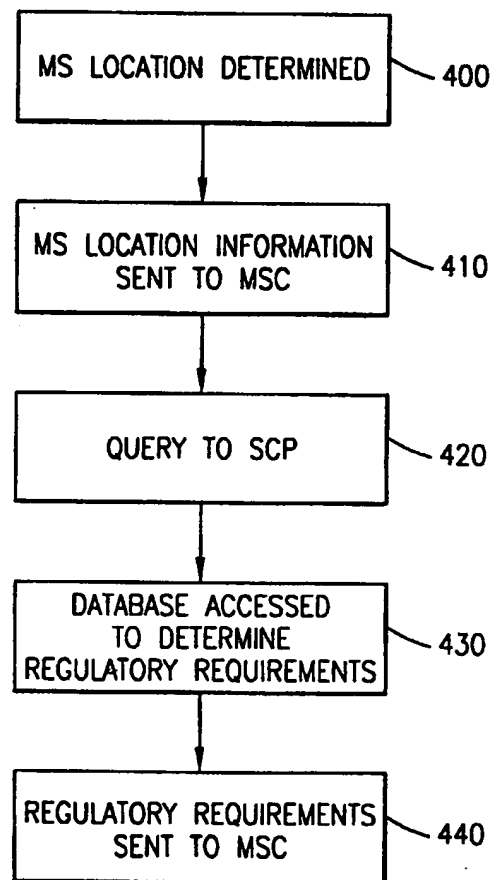 MS LOCATION DETERMINED
400
MS LOCATION INFORMATION
SENT TO MSC
410
QUERY TO SCP
420
DATABASE ACCESSED
TO DETERMINE
REGULATORY REQUIREMENTS
430
REGULATORY REQUIREMENTS
SENT TO MSC
440